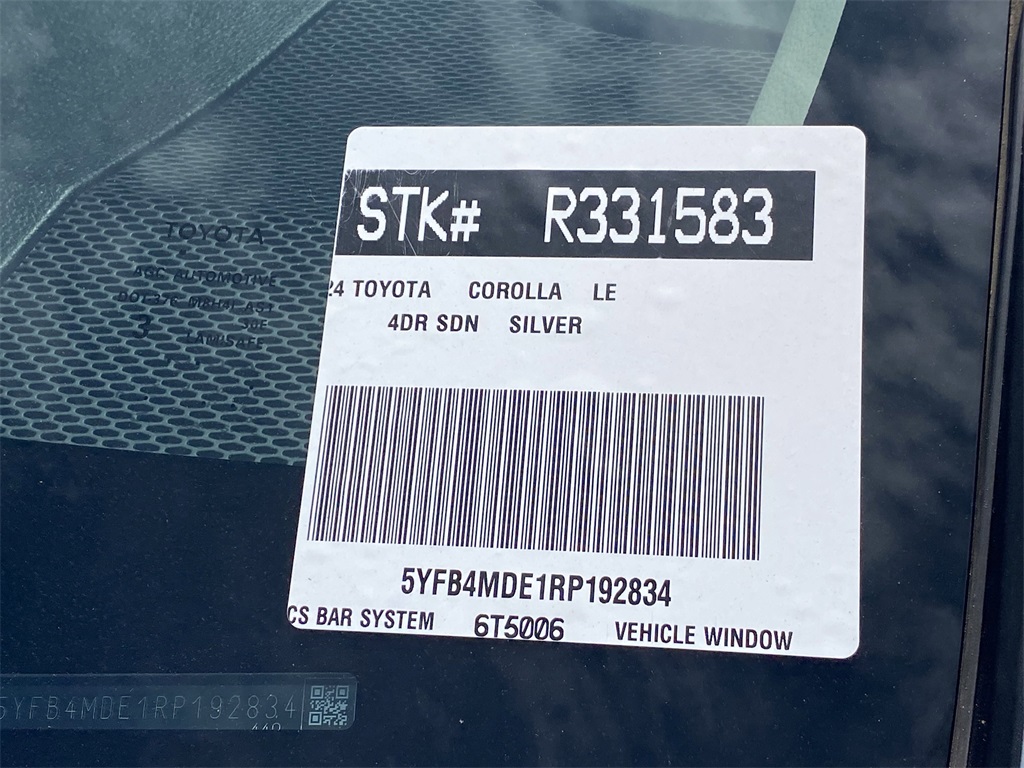 STK# R331583
24 TOYOTA COROLLA LE
4DR SDN SILVER
5YFB4MDE1RP192834
CS BAR SYSTEM 6T5006 VEHICLE WINDOW
TOYOTA
AGC AUTOMOTIVE
LAMISAFE
5YFB4MDE1RP192834